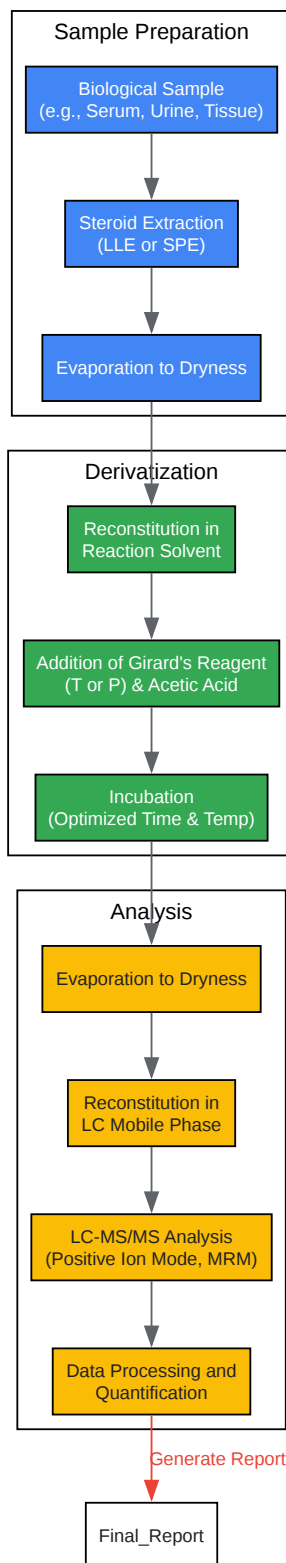 Sample Preparation
Biological Sample
(e.g., Serum, Urine, Tissue)
Steroid Extraction
(LLE or SPE)
Evaporation to Dryness
Derivatization
Reconstitution in
Reaction Solvent
Addition of Girard's Reagent
(T or P) & Acetic Acid
Incubation
(Optimized Time & Temp)
Analysis
Evaporation to Dryness
Reconstitution in
LC Mobile Phase
LC-MS/MS Analysis
(Positive Ion Mode, MRM)
Data Processing and
Quantification
Generate Report
Final_Report